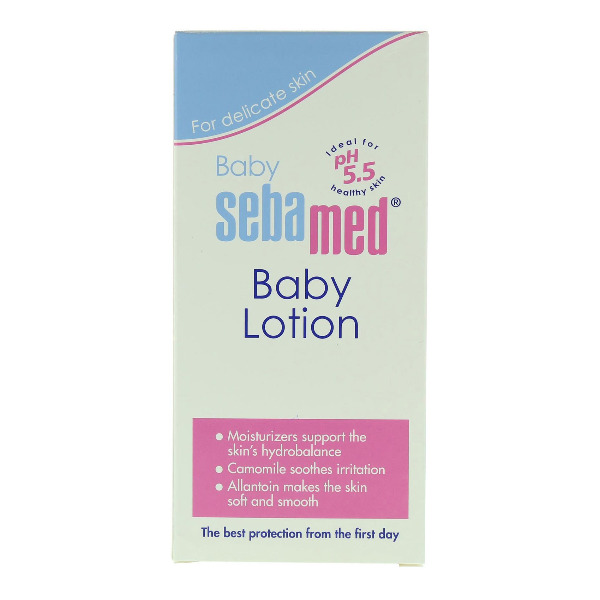 For delicate skin
Ideal for
pH
5.5
healthy skin
Baby
sebamed®
Baby
Lotion
• Moisturizers support the
skin's hydrobalance
• Camomile soothes irritation
• Allantoin makes the skin
soft and smooth
The best protection from the first day